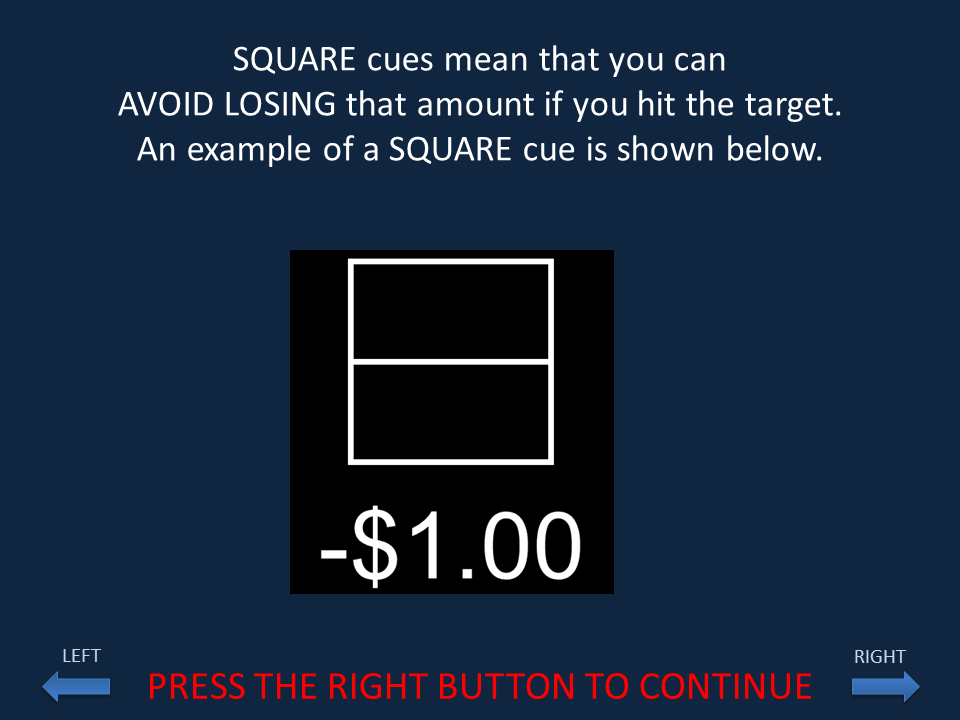 SQUARE cues mean that you can
AVOID LOSING that amount if you hit the target.
An example of a SQUARE cue is shown below.
-$1.00
LEFT
RIGHT
PRESS THE RIGHT BUTTON TO CONTINUE